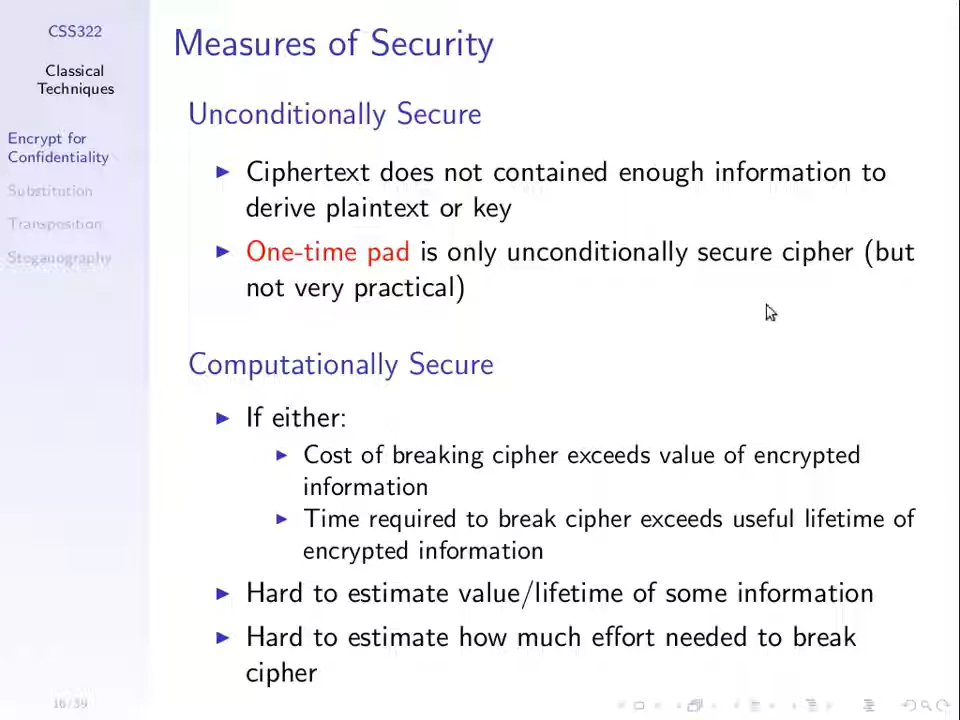 CSS322
Classical
Techniques
Encrypt for
Confidentiality
Substitution
Transposition
Steganography
Measures of Security
Unconditionally Secure
Ciphertext does not contained enough information to
derive plaintext or key
One-time pad is only unconditionally secure cipher (but
not very practical)
Computationally Secure
If either:
Cost of breaking cipher exceeds value of encrypted
information
Time required to break cipher exceeds useful lifetime of
encrypted information
Hard to estimate value/lifetime of some information
Hard to estimate how much effort needed to break
cipher
16/39